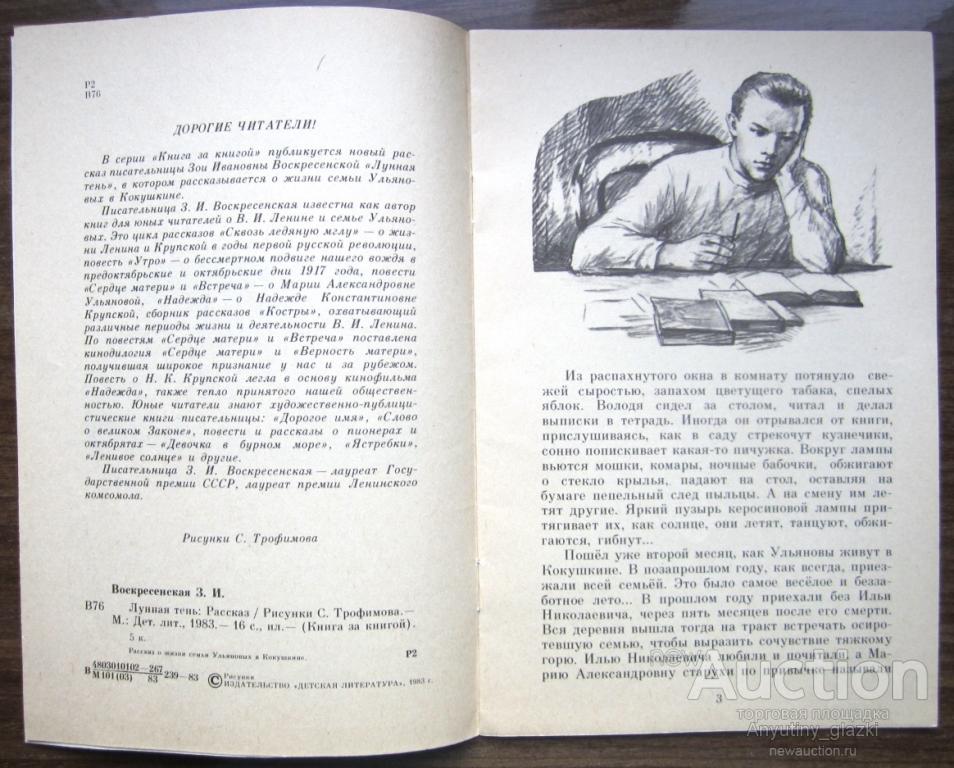 Р2
В76
ДОРОГИЕ ЧИТАТЕЛИ!
В серии «Книга за книгой» публикуется новый рас-
сказ писательницы Зои Ивановны Воскресенской «Лунная
тень», в котором рассказывается о жизни семьи Ульяно-
вых в Кокушкине.
Писательница З. И. Воскресенская известна как автор
книг для юных читателей о В. И. Ленине и семье Ульяно-
вых. Это цикл рассказов «Сквозь ледяную мглу» — о жиз-
ни Ленина и Крупской в годы первой русской революции,
повесть «Утро» — о бессмертном подвиге нашего вождя в
предоктябрьские и октябрьские дни 1917 года, повести
«Сердце матери» и «Встреча» — о Марии Александровне
Ульяновой, «Надежда» — о Надежде Константиновне
Крупской, сборник рассказов «Костры», охватывающий
различные периоды жизни и деятельности В. И. Ленина.
По повестям «Сердце матери» и «Встреча» поставлена
кинодилогия «Сердце матери» и «Верность матери»,
получившая широкое признание у нас и за рубежом.
Повесть о Н. К. Крупской легла в основу кинофильма
«Надежда», также тепло принятого нашей обществен-
ностью. Юные читатели знают художественно-публици-
стические книги писательницы: «Дорогое имя», «Слово
о великом Законе», повести и рассказы о пионерах и
октябрятах — «Девочка в бурном море», «Ястребки»,
«Ленивое солнце» и другие.
Писательница З. И. Воскресенская — лауреат Госу-
дарственной премии СССР, лауреат премии Ленинского
комсомола.
Рисунки С. Трофимова
Воскресенская З. И.
В76 Лунная тень: Рассказ / Рисунки С. Трофимова.—
М.: Дет. лит., 1983.— 16 с., ил.— (Книга за книгой).
5 к.
Рассказ о жизни семьи Ульяновых в Кокушкине.
Р2
В 4803010102—267 239—83
М101(03) 83
© Рисунки
ИЗДАТЕЛЬСТВО «ДЕТСКАЯ ЛИТЕРАТУРА», 1983 г.
Из распахнутого окна в комнату потянуло све-
жей сыростью, запахом цветущего табака, спелых
яблок. Володя сидел за столом, читал и делал
выписки в тетрадь. Иногда он отрывался от книги,
прислушиваясь, как в саду стрекочут кузнечики,
сонно попискивает какая-то пичужка. Вокруг лампы
вьются мошки, комары, ночные бабочки, обжигают
о стекло крылья, падают на стол, оставляя на
бумаге пепельный след пыльцы. А на смену им ле-
тят другие. Яркий пузырь керосиновой лампы при-
тягивает их, как солнце, они летят, танцуют, обжи-
гаются, гибнут...
Пошёл уже второй месяц, как Ульяновы живут в
Кокушкине. В позапрошлом году, как всегда, приез-
жали всей семьёй. Это было самое весёлое и безза-
ботное лето... В прошлом году приехали без Ильи
Николаевича, через пять месяцев после его смерти.
Вся деревня вышла тогда на тракт встречать осиро-
тевшую семью, чтобы выразить сочувствие тяжкому
горю. Илью Николаевича любили и почитали, а Ма-
рию Александровну старухи по привычке называли
3
Auction
торговая площадка
Anyutiny_glazki
newauction.ru